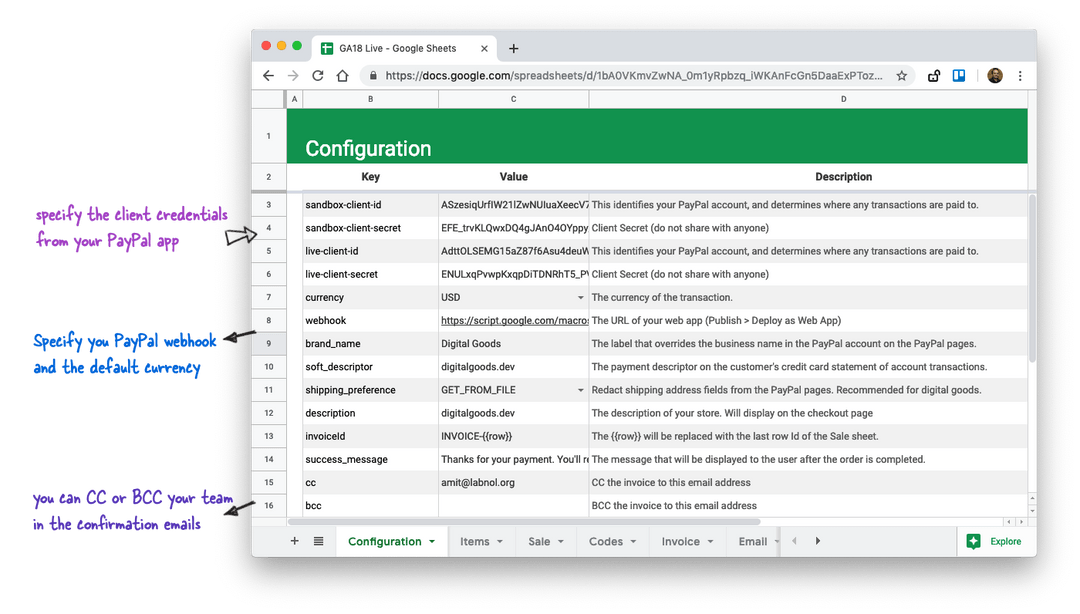 GA18 Live - Google Sheets
https://docs.google.com/spreadsheets/d/1bA0VKmvZwNA_0m1yRpbzq_iWKAnFcGn5DaaExPToz...
A B C D
1 Configuration
2 Key Value Description
3 sandbox-client-id ASzesiqUrfIW21IZwNUIuaXeecV7 This identifies your PayPal account, and determines where any transactions are paid to.
specify the client credentials
from your PayPal app
4 sandbox-client-secret EFE_trvKLQwxDQ4gJAnO4OYppy Client Secret (do not share with anyone)
5 live-client-id AdttOLSEMG15aZ87f6Asu4deuW This identifies your PayPal account, and determines where any transactions are paid to.
6 live-client-secret ENULxqPvwpKxqpDiTDNRhT5_PV Client Secret (do not share with anyone)
7 currency USD The currency of the transaction.
8 webhook https://script.google.com/macros The URL of your web app (Publish > Deploy as Web App)
Specify you PayPal webhook
and the default currency
9 brand_name Digital Goods The label that overrides the business name in the PayPal account on the PayPal pages.
10 soft_descriptor digitalgoods.dev The payment descriptor on the customer's credit card statement of account transactions.
11 shipping_preference GET_FROM_FILE Redact shipping address fields from the PayPal pages. Recommended for digital goods.
12 description digitalgoods.dev The description of your store. Will display on the checkout page
13 invoiceId INVOICE-{{row}} The {{row}} will be replaced with the last row Id of the Sale sheet.
14 success_message Thanks for your payment. You'll re The message that will be displayed to the user after the order is completed.
15 cc amit@labnol.org CC the invoice to this email address
you can CC or BCC your team
in the confirmation emails
16 bcc BCC the invoice to this email address
Configuration Items Sale Codes Invoice Email Explore